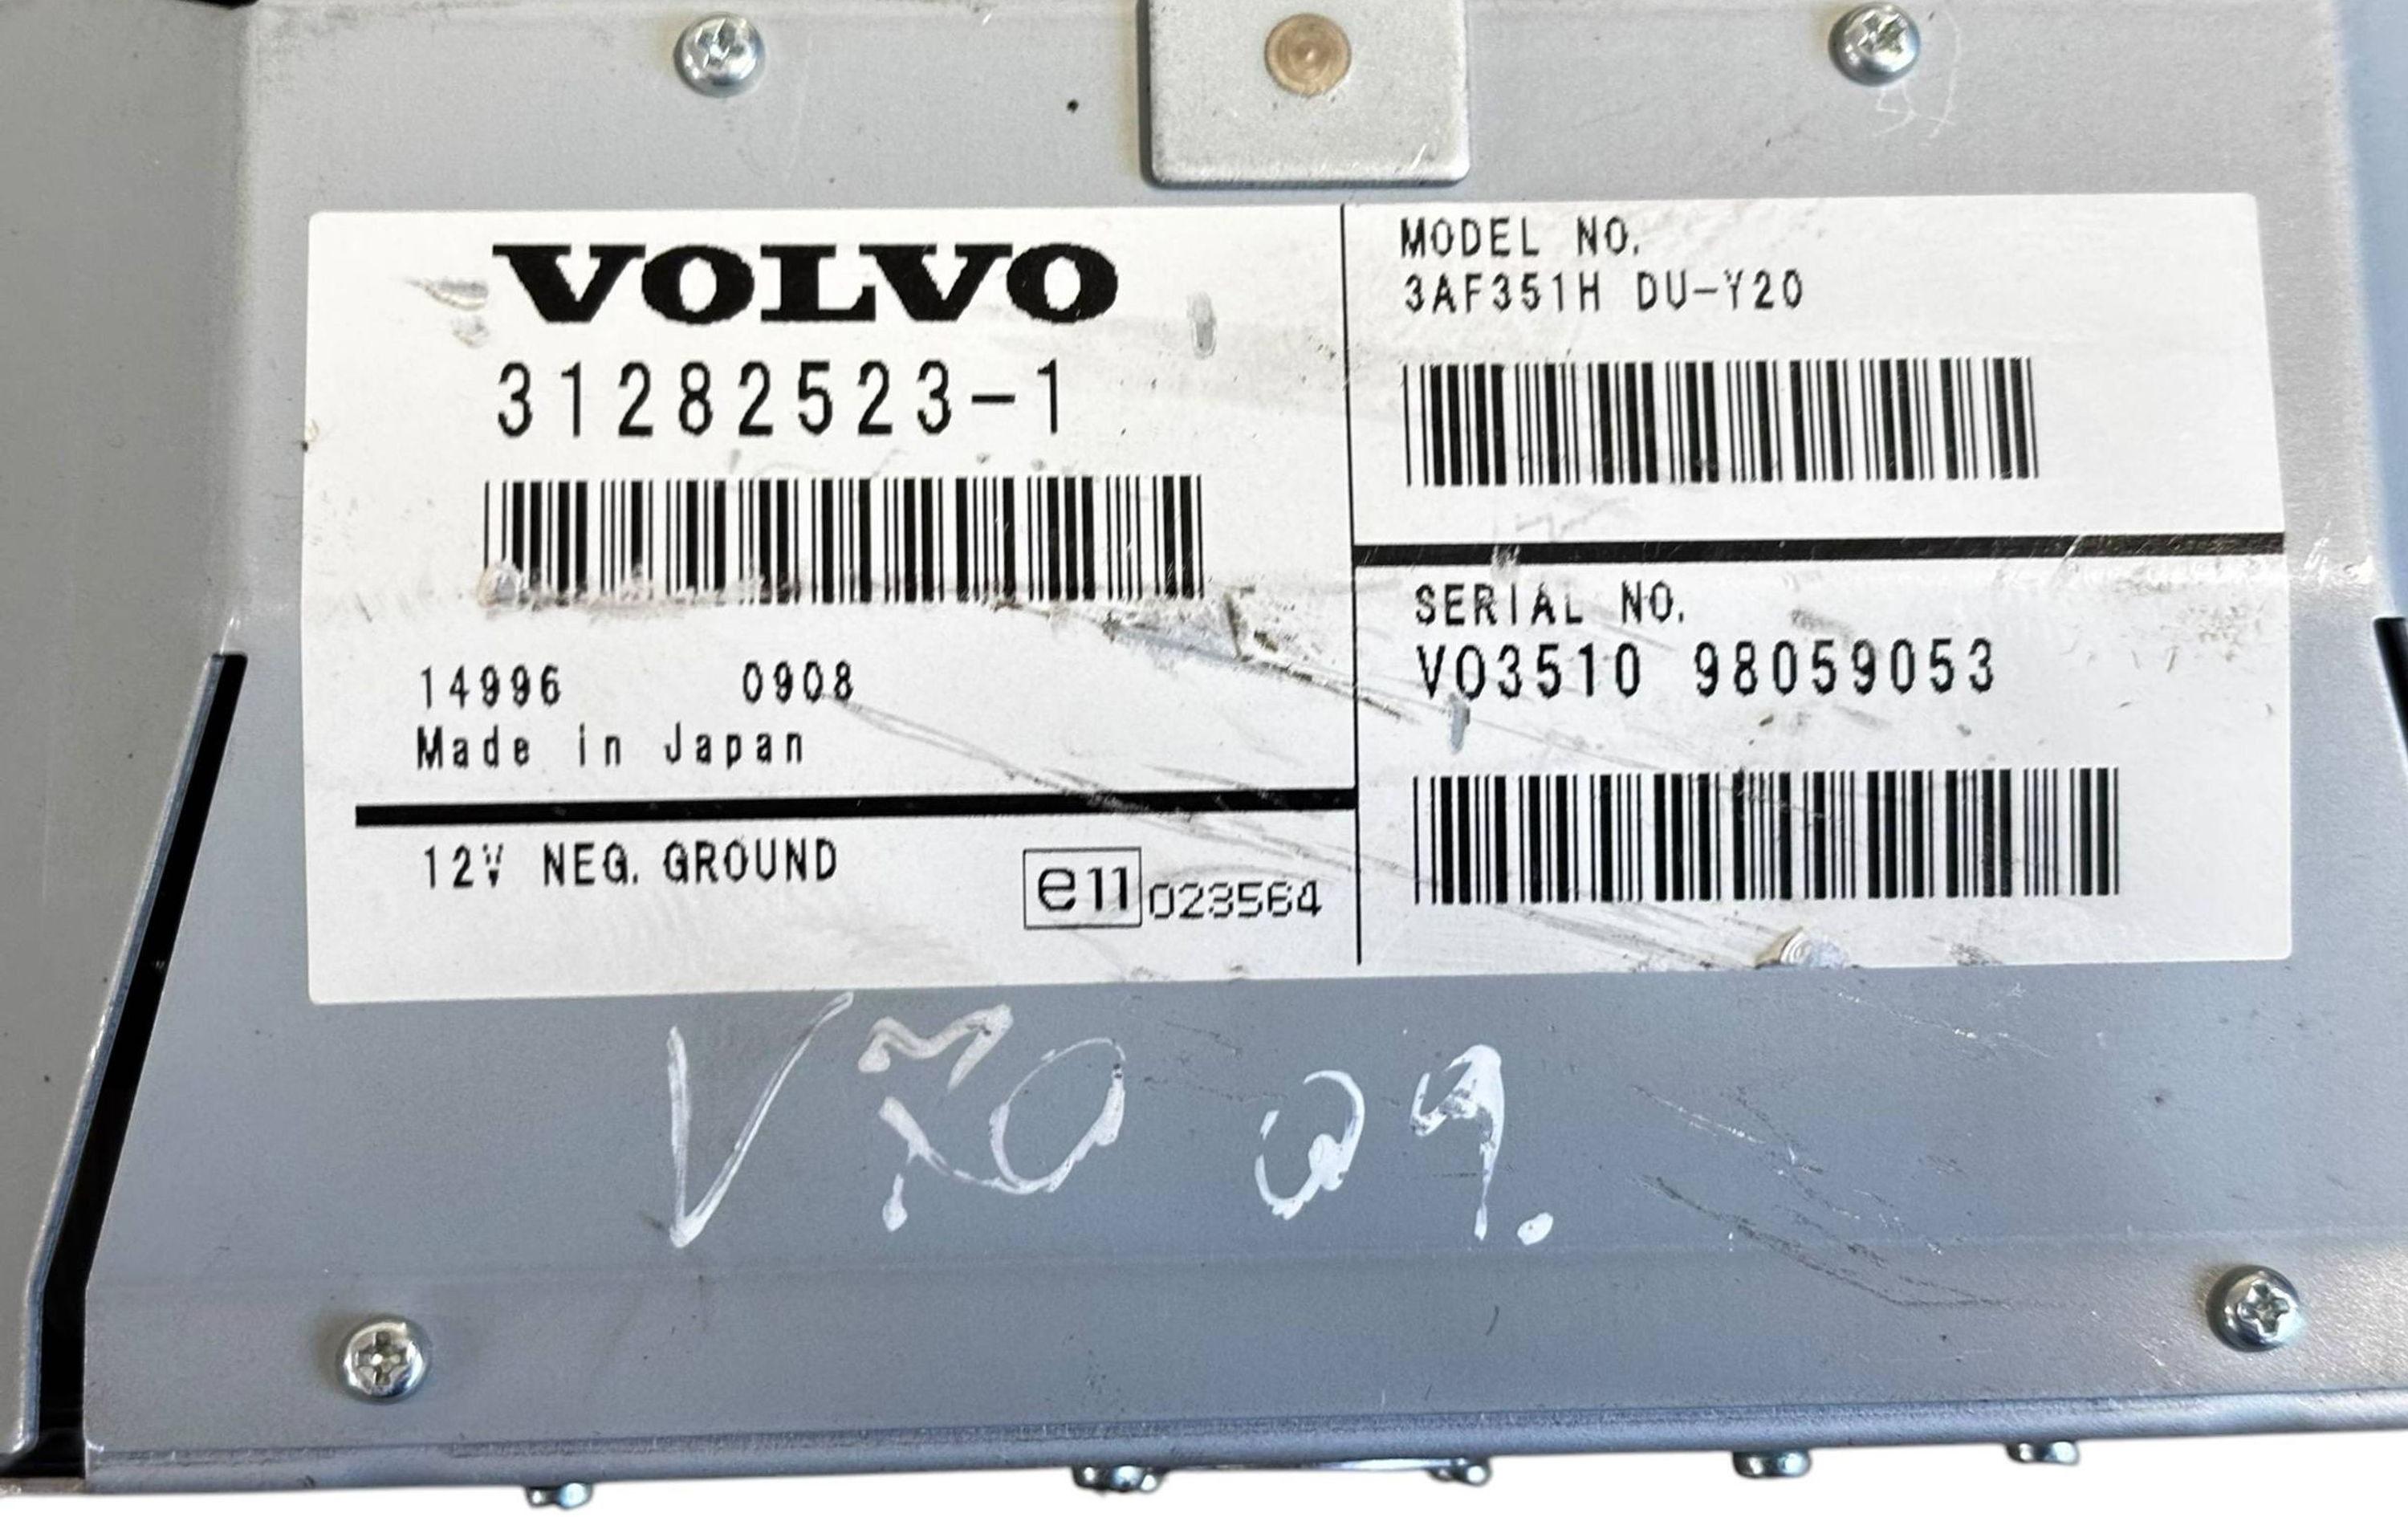 VOLVO
31282523-1
14996 0908
Made in Japan
12V NEG. GROUND
e11 023564
MODEL NO.
3AF351H DU-Y20
SERIAL NO.
VO3510 98059053
V70 09.